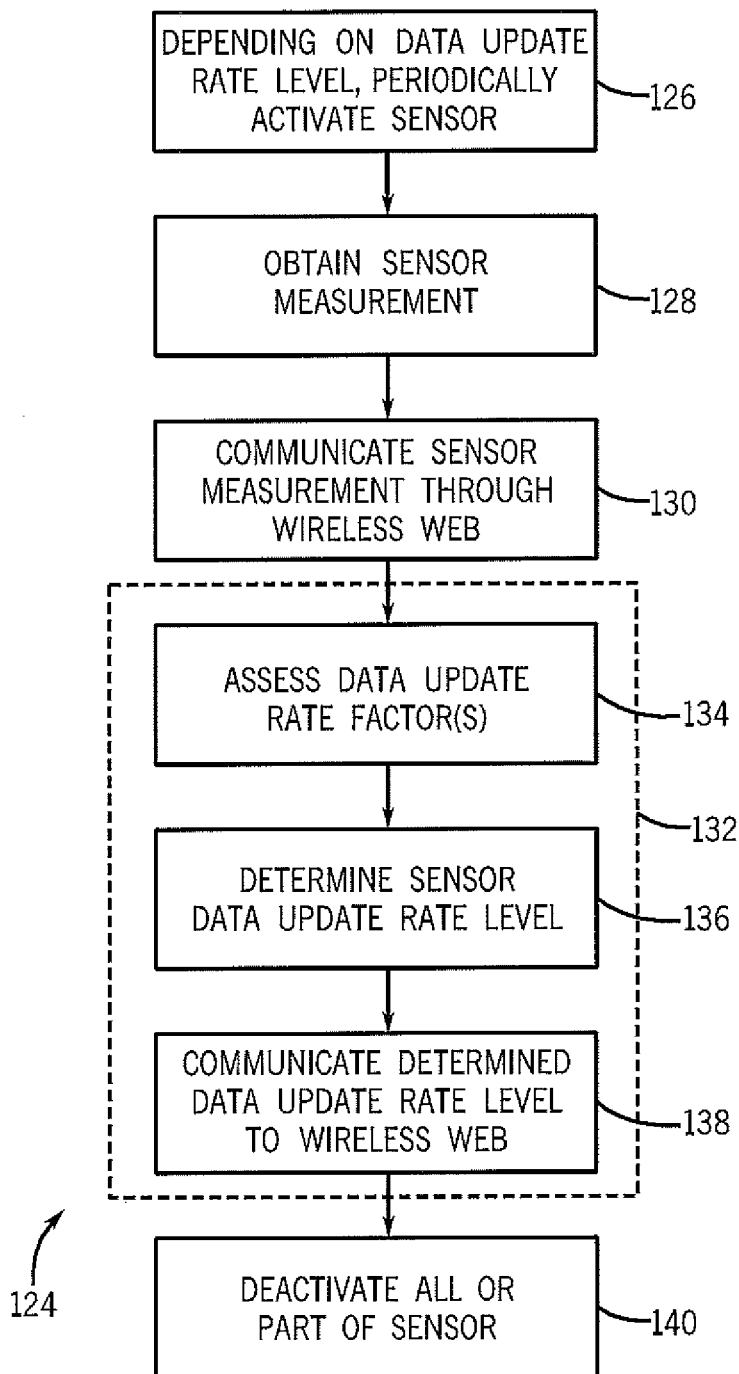 DEPENDING ON DATA UPDATE
RATE LEVEL, PERIODICALLY
ACTIVATE SENSOR
126
OBTAIN SENSOR
MEASUREMENT
128
COMMUNICATE SENSOR
MEASUREMENT THROUGH
WIRELESS WEB
130
ASSESS DATA UPDATE
RATE FACTOR(S)
134
132
DETERMINE SENSOR
DATA UPDATE RATE LEVEL
136
COMMUNICATE DETERMINED
DATA UPDATE RATE LEVEL
TO WIRELESS WEB
138
124
DEACTIVATE ALL OR
PART OF SENSOR
140